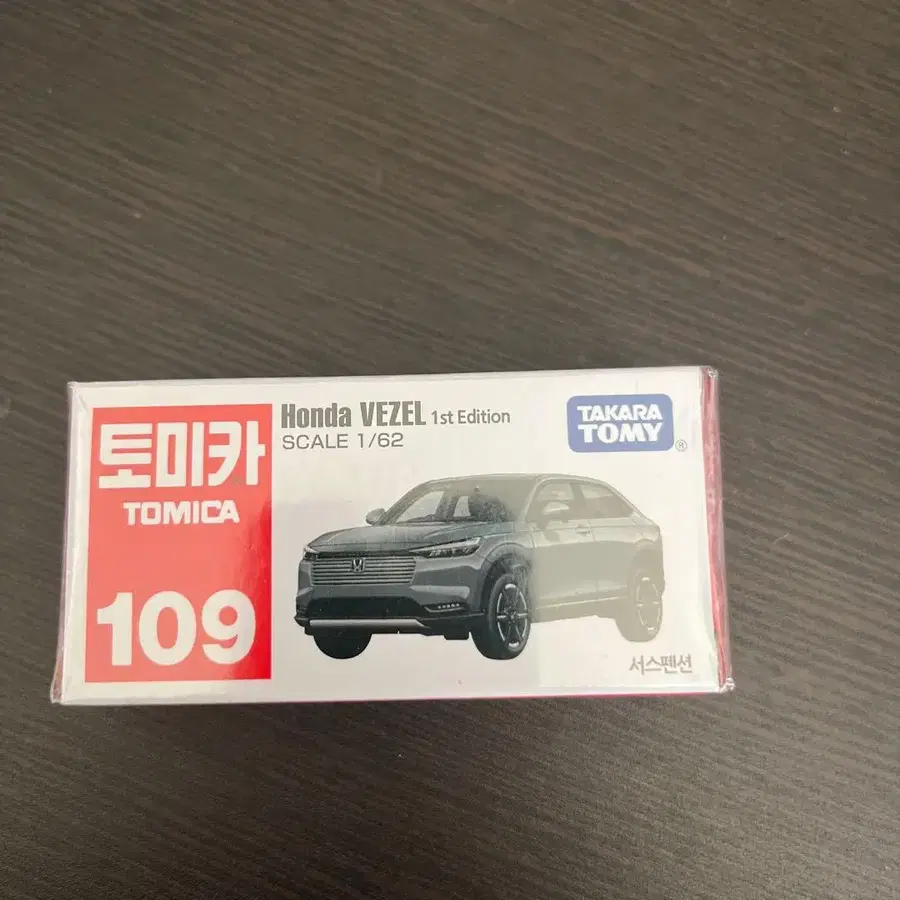 토미카
TOMICA
109
Honda VEZEL 1st Edition
SCALE 1/62
TAKARA
TOMY
®
서스펜션